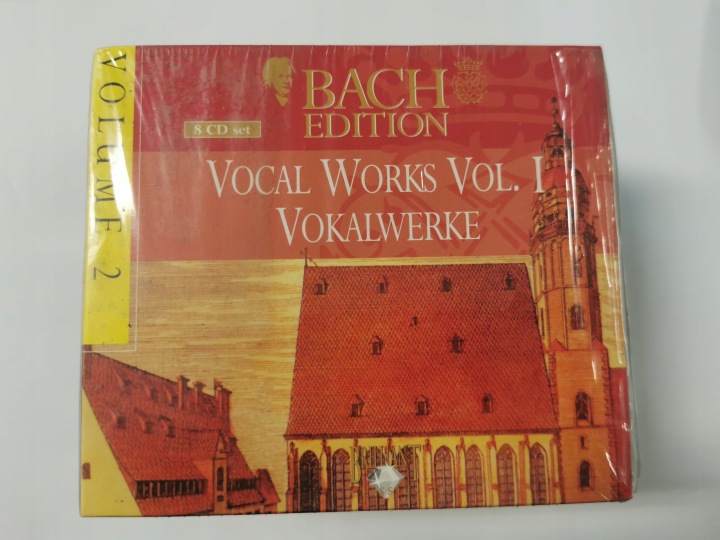 VOLUME 2
BACH
EDITION
8 CD set
VOCAL WORKS VOL. I
VOKALWERKE